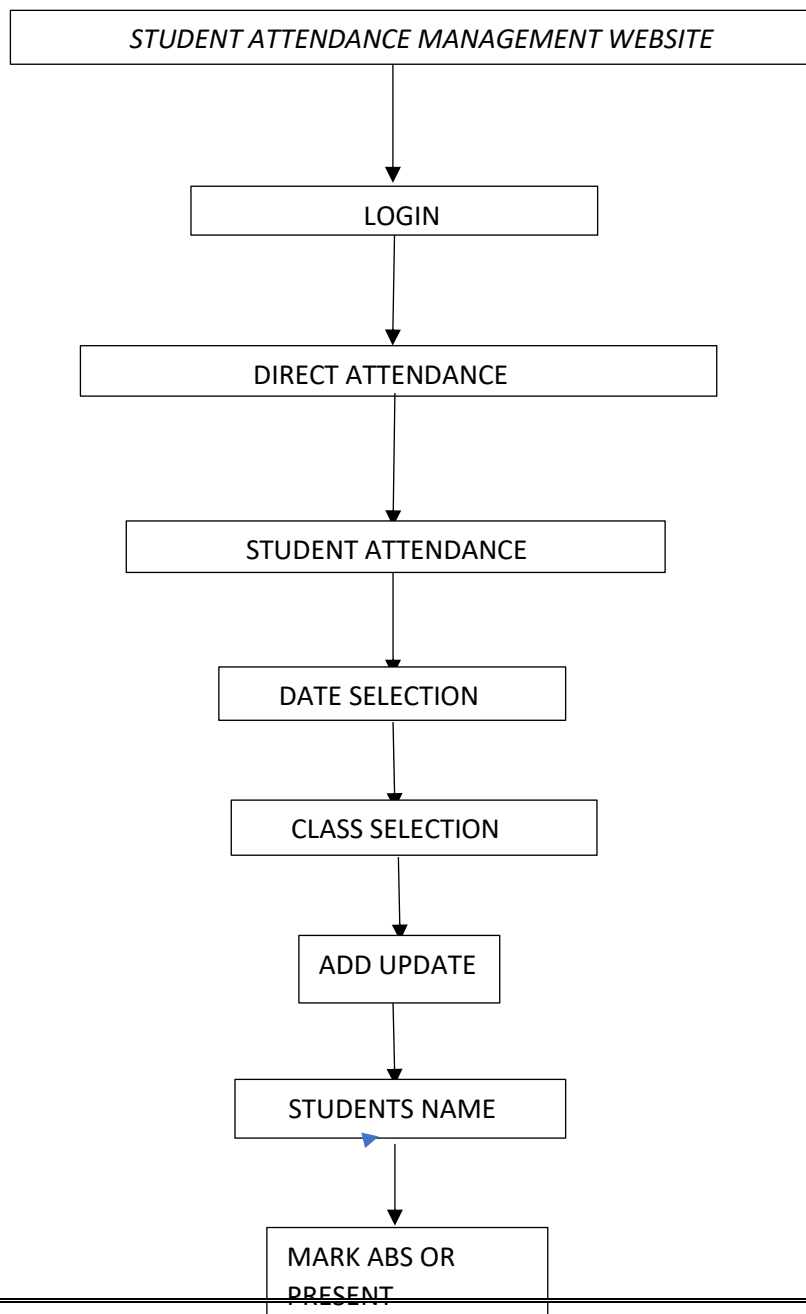 STUDENT ATTENDANCE MANAGEMENT WEBSITE
LOGIN
DIRECT ATTENDANCE
STUDENT ATTENDANCE
DATE SELECTION
CLASS SELECTION
ADD UPDATE
STUDENTS NAME
MARK ABS OR
PRESENT